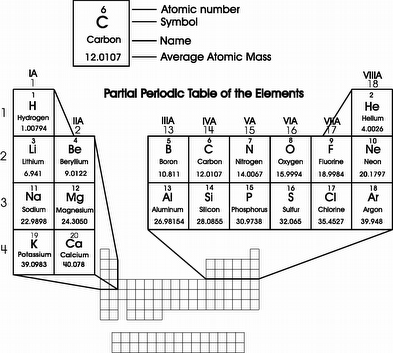 6
Atomic number
C
Symbol
Carbon
Name
12.0107
Average Atomic Mass
Partial Periodic Table of the Elements
IA
1
VIIIA
18
1
1
H
Hydrogen
1.00794
2
He
Helium
4.0026
IIA
2
IIIA IVA VA VIA VIIA
13 14 15 16 17
2
3 4 5 6 7 8 9 10
Li Be B C N O F Ne
Lithium Beryllium Boron Carbon Nitrogen Oxygen Fluorine Neon
6.941 9.0122 10.811 12.0107 14.0067 15.9994 18.9984 20.1797
3
11 12 13 14 15 16 17 18
Na Mg Al Si P S Cl Ar
Sodium Magnesium Aluminum Silicon Phosphorus Sulfur Chlorine Argon
22.9898 24.3050 26.98154 28.0855 30.9738 32.065 35.4527 39.948
4
19 20
K Ca
Potassium Calcium
39.0983 40.078